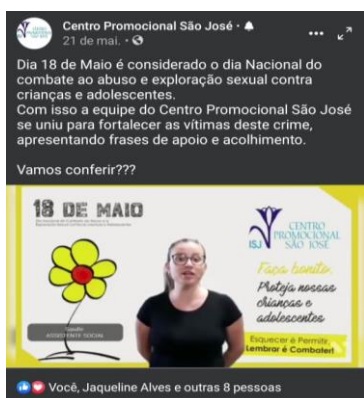 Centro Promocional São José ·
21 de mai. ·
Dia 18 de Maio é considerado o dia Nacional do
combate ao abuso e exploração sexual contra
crianças e adolescentes.
Com isso a equipe do Centro Promocional São José
se uniu para fortalecer as vítimas deste crime,
apresentando frases de apoio e acolhimento.
Vamos conferir???
18 DE MAIO
ISJ
CENTRO
PROMOCIONAL
SÃO JOSÉ
Faça bonito.
Proteja nossas
crianças e
adolescentes
ASSISTENTE SOCIAL
Esquecer é Permitir,
Lembrar é Combater!
Você, Jaqueline Alves e outras 8 pessoas